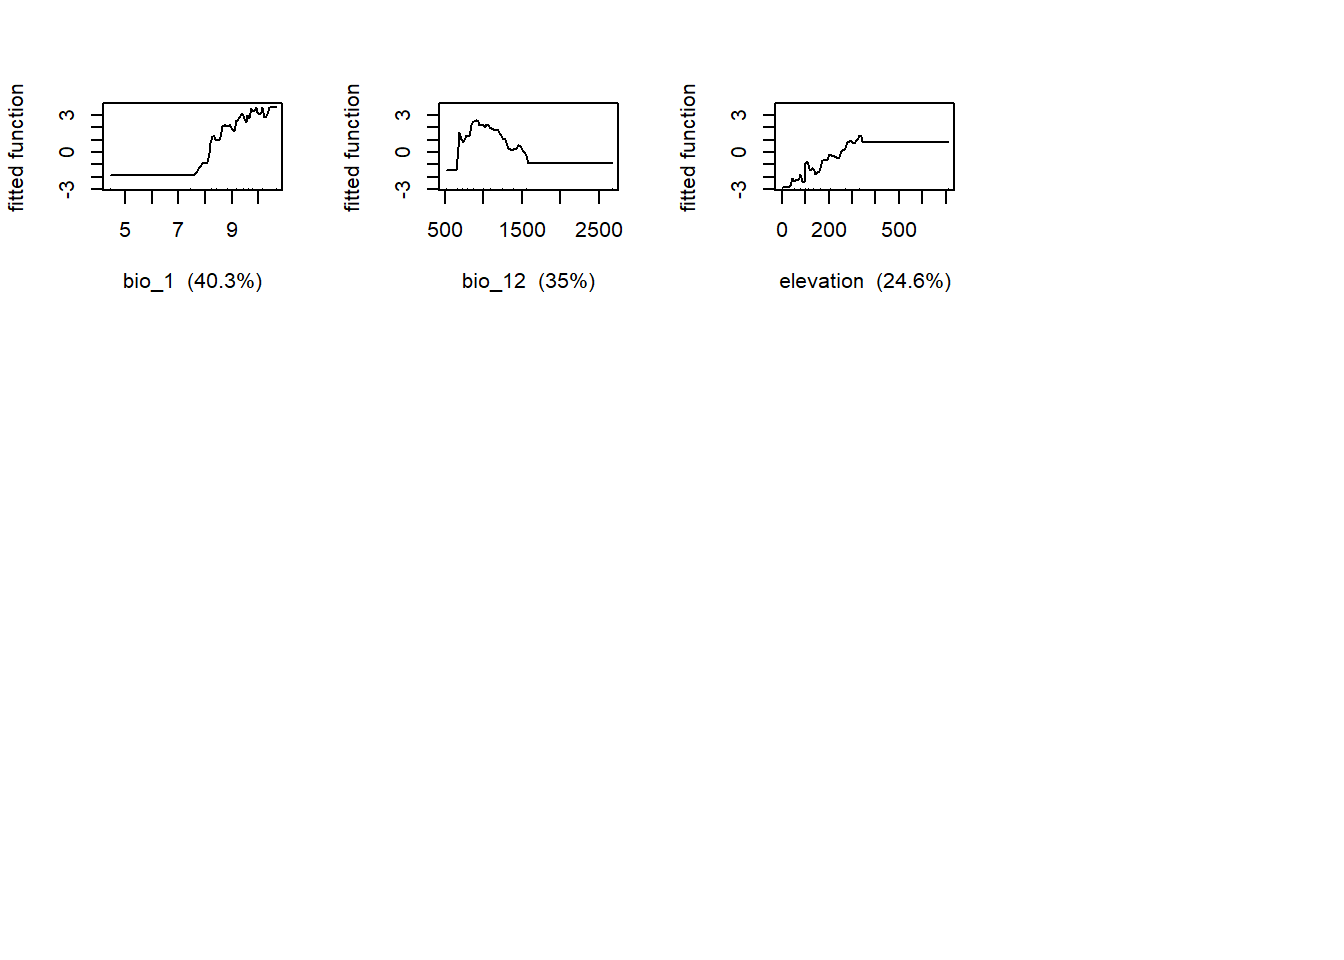 fitted function
3
0
-3
5 7 9
bio_1 (40.3%)
fitted function
3
0
-3
500 1500 2500
bio_12 (35%)
fitted function
3
0
-3
0 200 500
elevation (24.6%)